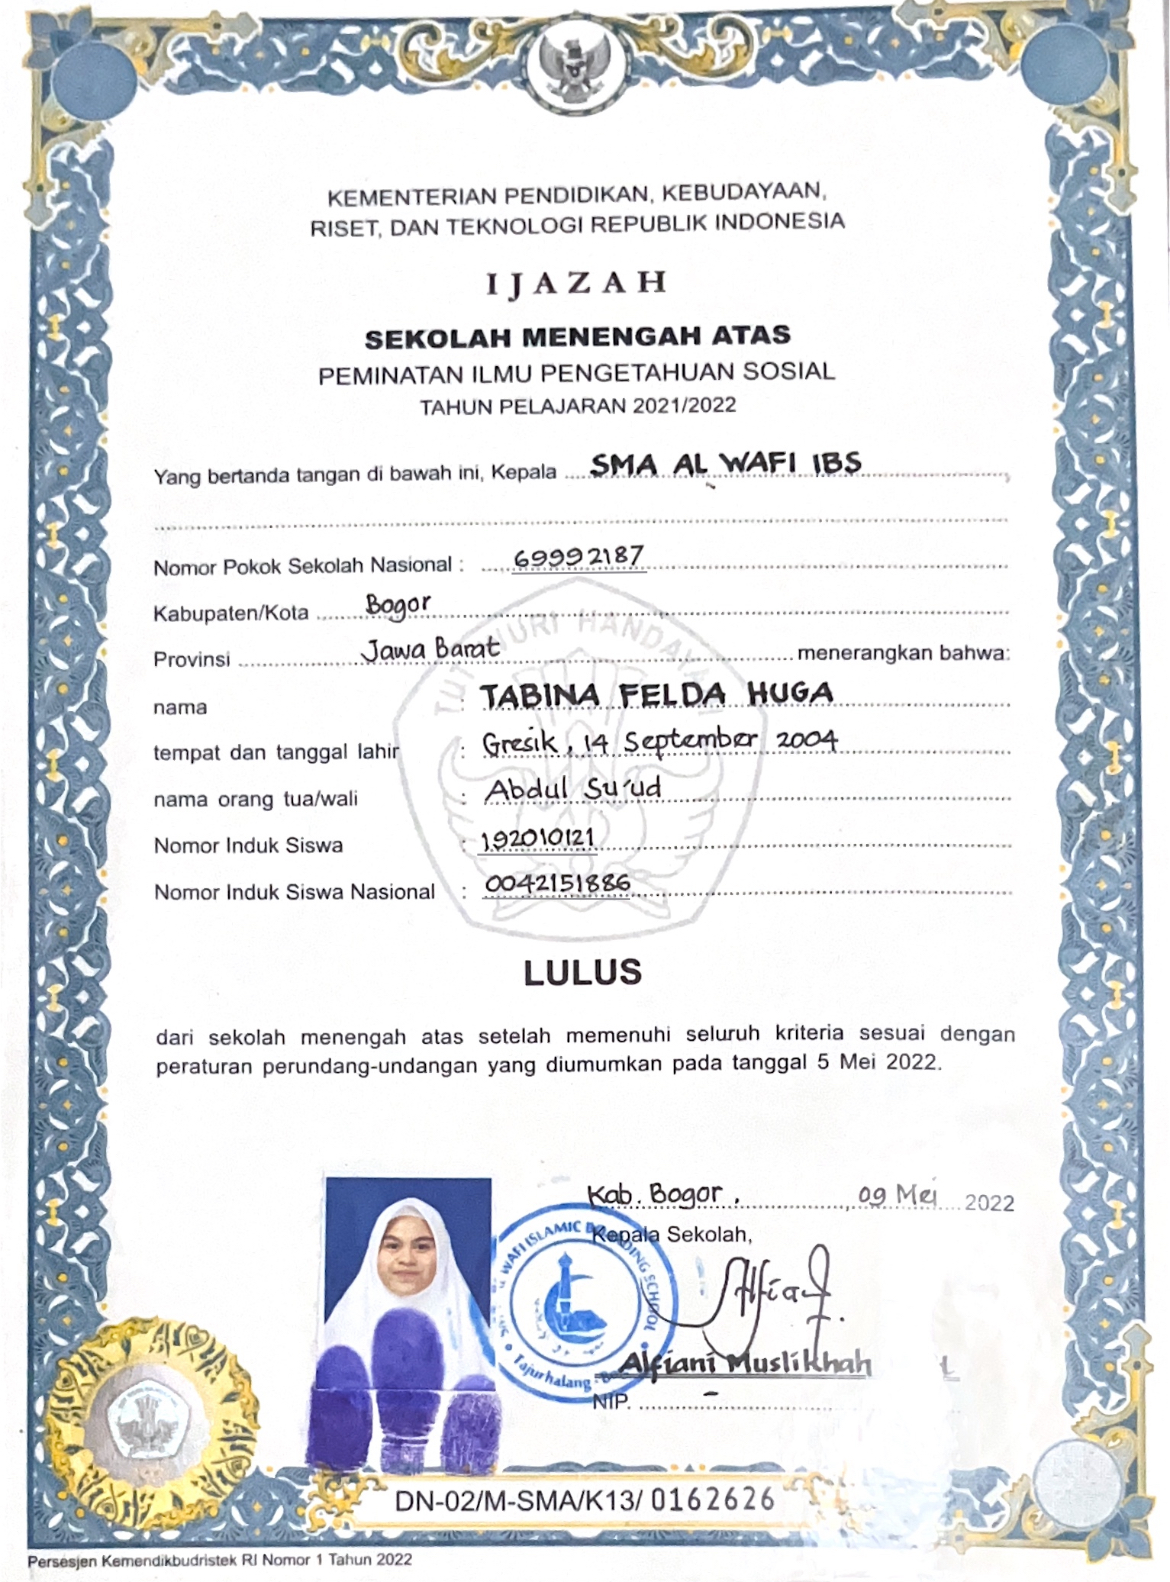 KEMENTERIAN PENDIDIKAN, KEBUDAYAAN,
RISET, DAN TEKNOLOGI REPUBLIK INDONESIA
IJAZAH
SEKOLAH MENENGAH ATAS
PEMINATAN ILMU PENGETAHUAN SOSIAL
TAHUN PELAJARAN 2021/2022
Yang bertanda tangan di bawah ini, Kepala SMA AL WAFI IBS
Nomor Pokok Sekolah Nasional : 69992187
Kabupaten/Kota Bogor
Provinsi Jawa Barat menerangkan bahwa:
TUT WURI HANDAYANI
nama : TABINA FELDA HUGA
tempat dan tanggal lahir : Gresik, 14 September 2004
nama orang tua/wali : Abdul Su'ud
Nomor Induk Siswa : 192010121
Nomor Induk Siswa Nasional : 0042151886
LULUS
dari sekolah menengah atas setelah memenuhi seluruh kriteria sesuai dengan
peraturan perundang-undangan yang diumumkan pada tanggal 5 Mei 2022.
Kab. Bogor, 09 Mei 2022
Kepala Sekolah,
WAFI ISLAMIC BOARDING SCHOOL
Tajurhalang
Alfiani Muslikhah
NIP. -
DN-02/M-SMA/K13/ 0162626
Persesjen Kemendikbudristek RI Nomor 1 Tahun 2022